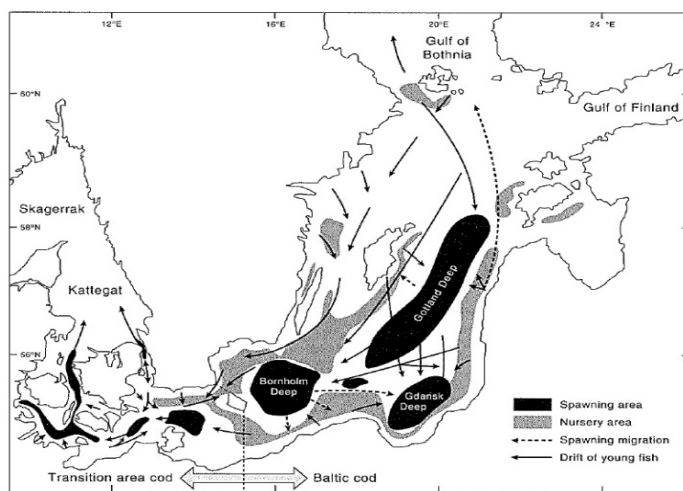 12°E
16°E
20°E
24°E
Gulf of
Bothnia
60°N
Gulf of Finland
Skagerrak
58°N
Kattegat
Gotland Deep
56°N
Bornholm
Deep
Gdańsk
Deep
Spawning area
Nursery area
Spawning migration
Drift of young fish
Transition area cod
Baltic cod